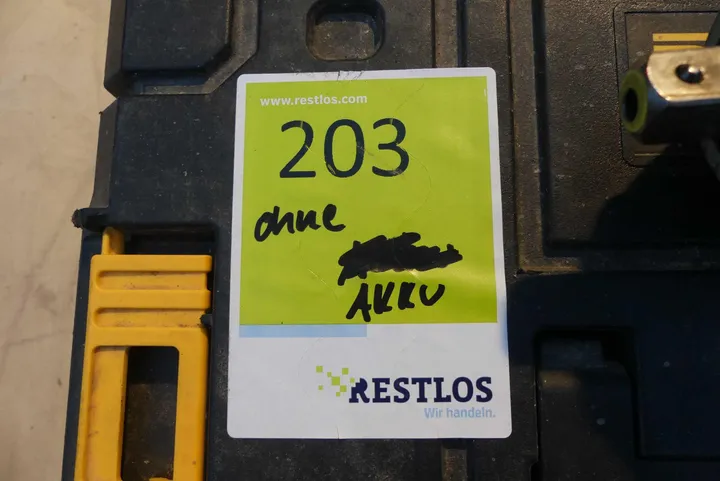 www.restlos.com
203
ohne
AKKU
RESTLOS
Wir handeln.